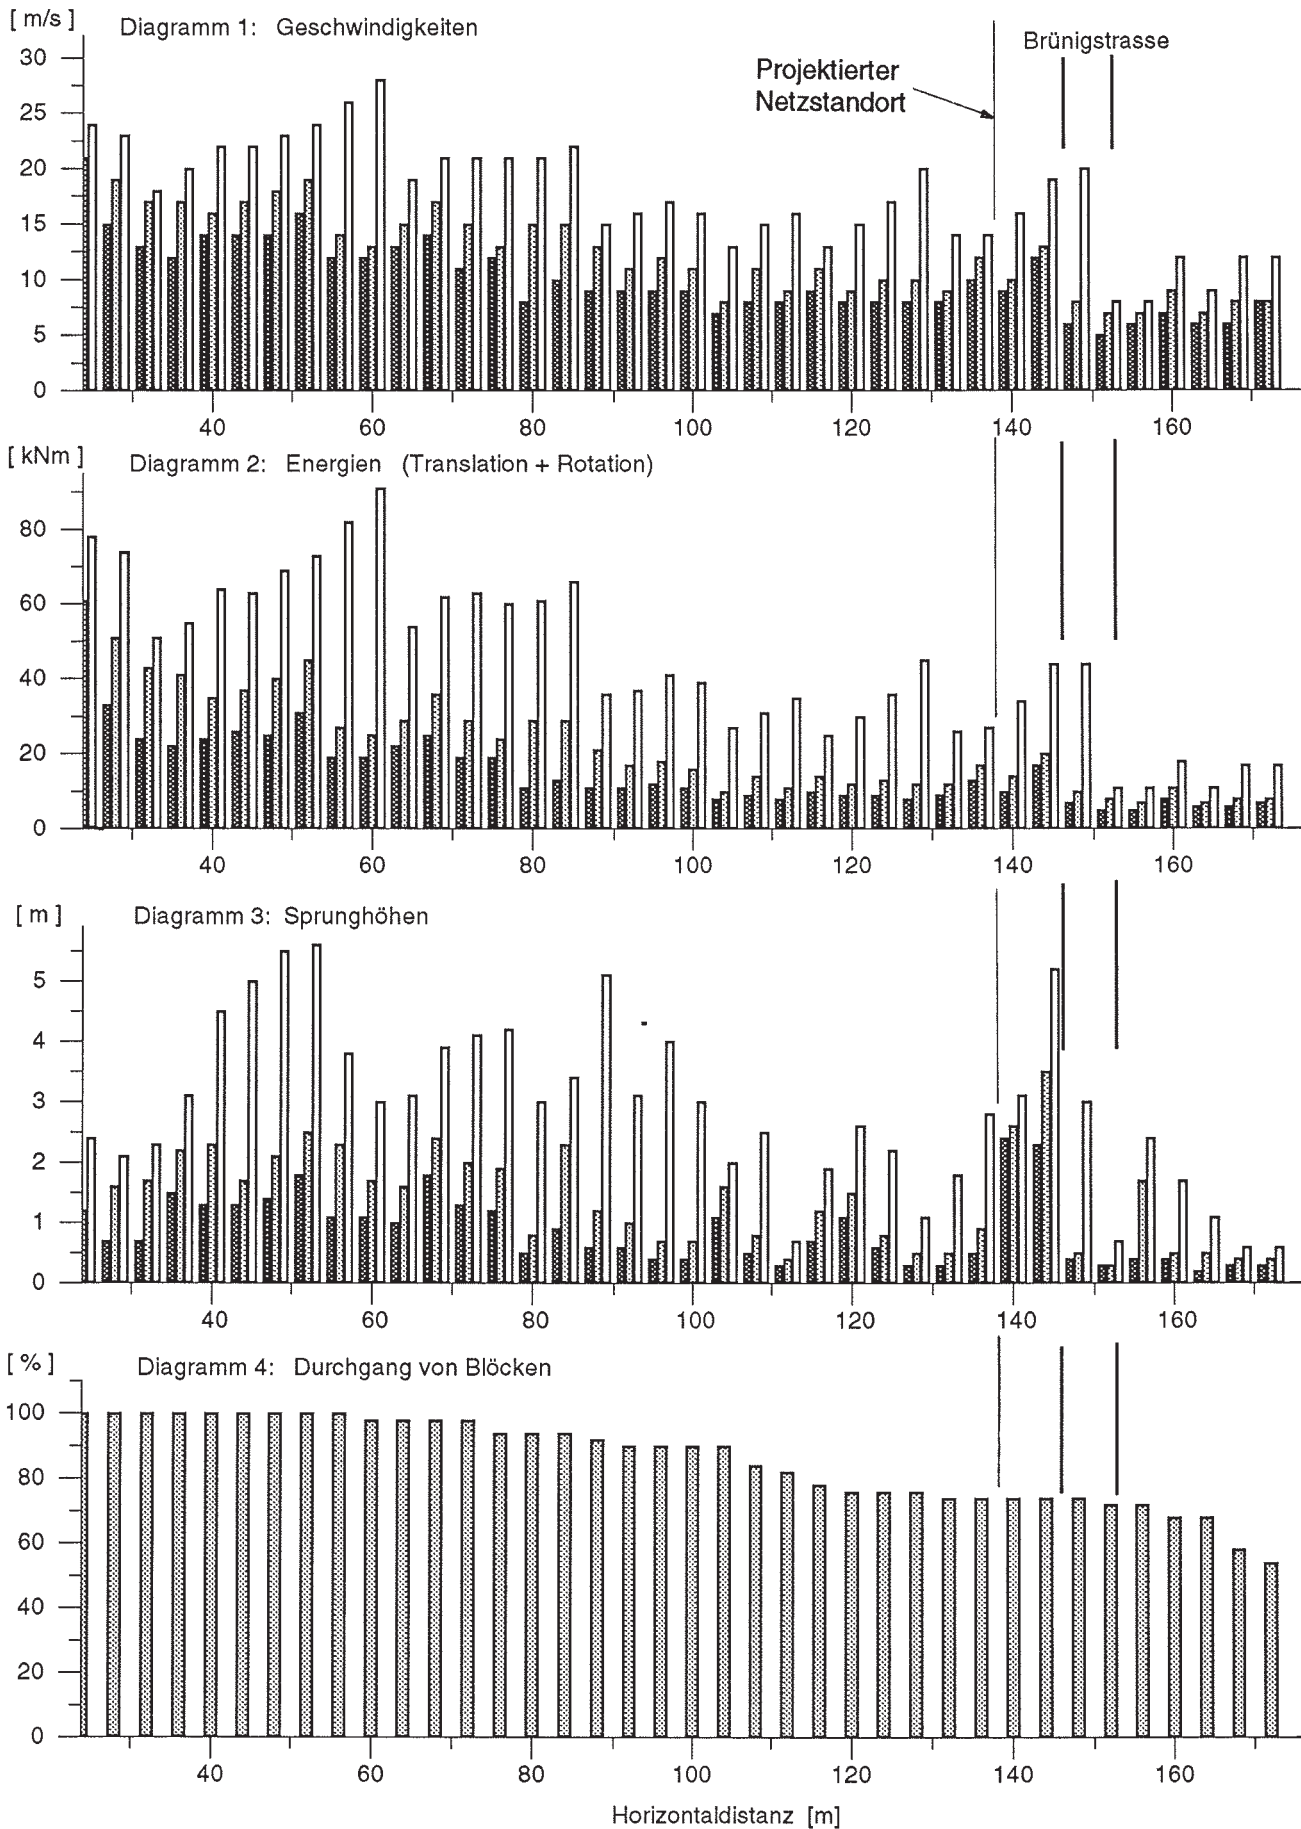 [ m/s ]
Diagramm 1: Geschwindigkeiten
Brünigstrasse
Projektierter
Netzstandort
30
25
20
15
10
5
0
40 60 80 100 120 140 160
[ kNm ]
Diagramm 2: Energien (Translation + Rotation)
80
60
40
20
0
40 60 80 100 120 140 160
[ m ]
Diagramm 3: Sprunghöhen
5
4
3
2
1
0
40 60 80 100 120 140 160
[ % ]
Diagramm 4: Durchgang von Blöcken
100
80
60
40
20
0
40 60 80 100 120 140 160
Horizontaldistanz [m]